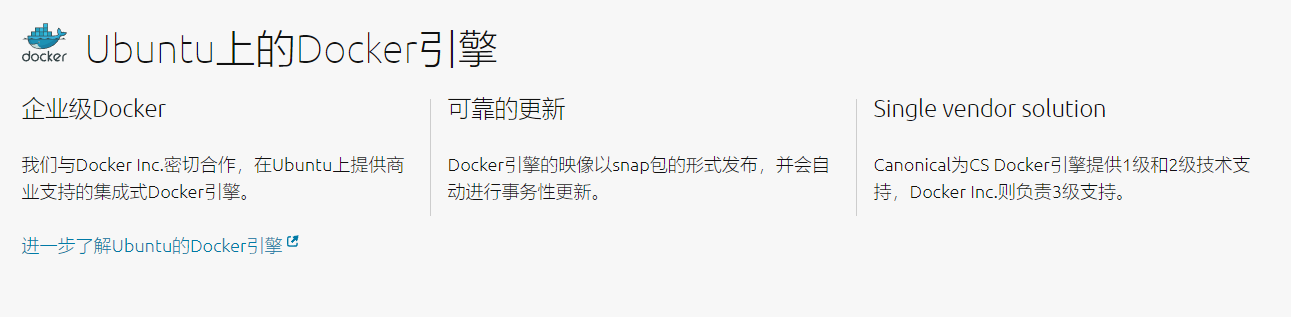 docker
Ubuntu上的Docker引擎
企业级Docker
我们与Docker Inc.密切合作，在Ubuntu上提供商
业支持的集成式Docker引擎。
可靠的更新
Docker引擎的映像以snap包的形式发布，并会自
动进行事务性更新。
Single vendor solution
Canonical为CS Docker引擎提供1级和2级技术支
持，Docker Inc.则负责3级支持。
进一步了解Ubuntu的Docker引擎